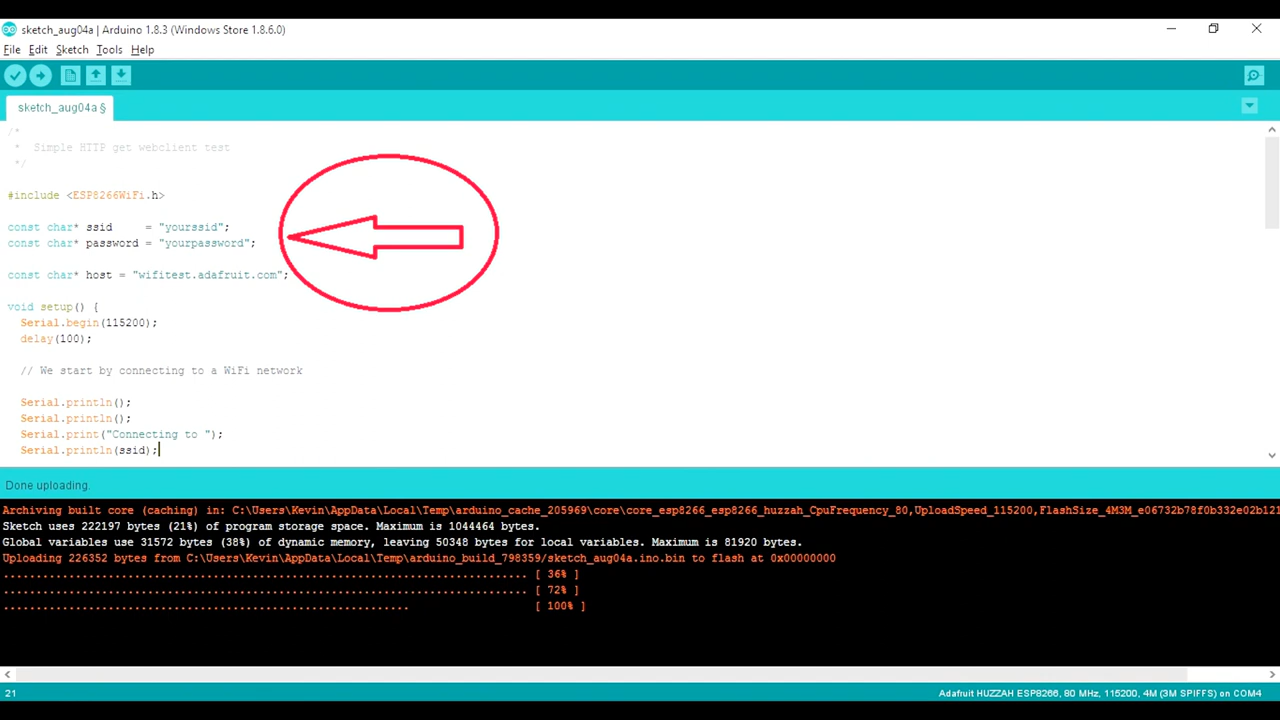 sketch_aug04a | Arduino 1.8.3 (Windows Store 1.8.6.0)
File Edit Sketch Tools Help
sketch_aug04a §
/*
 *  Simple HTTP get webclient test
 */
#include <ESP8266WiFi.h>
const char* ssid     = "yourssid";
const char* password = "yourpassword";
const char* host = "wifitest.adafruit.com";
void setup() {
  Serial.begin(115200);
  delay(100);
  // We start by connecting to a WiFi network
  Serial.println();
  Serial.println();
  Serial.print("Connecting to ");
  Serial.println(ssid);
Done uploading.
Archiving built core (caching) in: C:\Users\Kevin\AppData\Local\Temp\arduino_cache_205969\core\core_esp8266_esp8266_huzzah_CpuFrequency_80,UploadSpeed_115200,FlashSize_4M3M_e06732b78f0b332e02b121
Sketch uses 222197 bytes (21%) of program storage space. Maximum is 1044464 bytes.
Global variables use 31572 bytes (38%) of dynamic memory, leaving 50348 bytes for local variables. Maximum is 81920 bytes.
Uploading 226352 bytes from C:\Users\Kevin\AppData\Local\Temp\arduino_build_798359/sketch_aug04a.ino.bin to flash at 0x00000000
................................................................................ [ 36% ]
................................................................................ [ 72% ]
..............................................................                   [ 100% ]
21
Adafruit HUZZAH ESP8266, 80 MHz, 115200, 4M (3M SPIFFS) on COM4